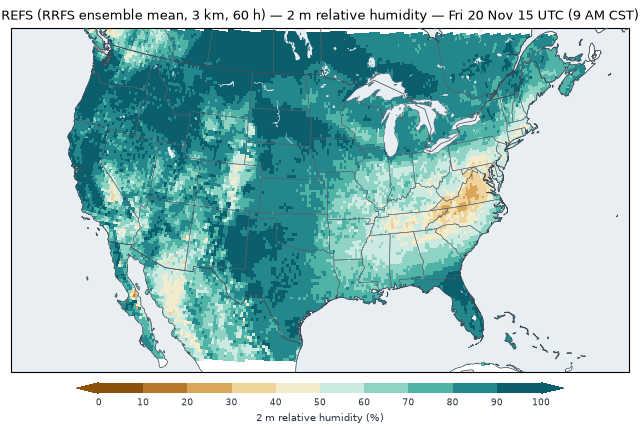 REFS (RRFS ensemble mean, 3 km, 60 h) — 2 m relative humidity — Fri 20 Nov 15 UTC (9 AM CST)
0 10 20 30 40 50 60 70 80 90 100
2 m relative humidity (%)